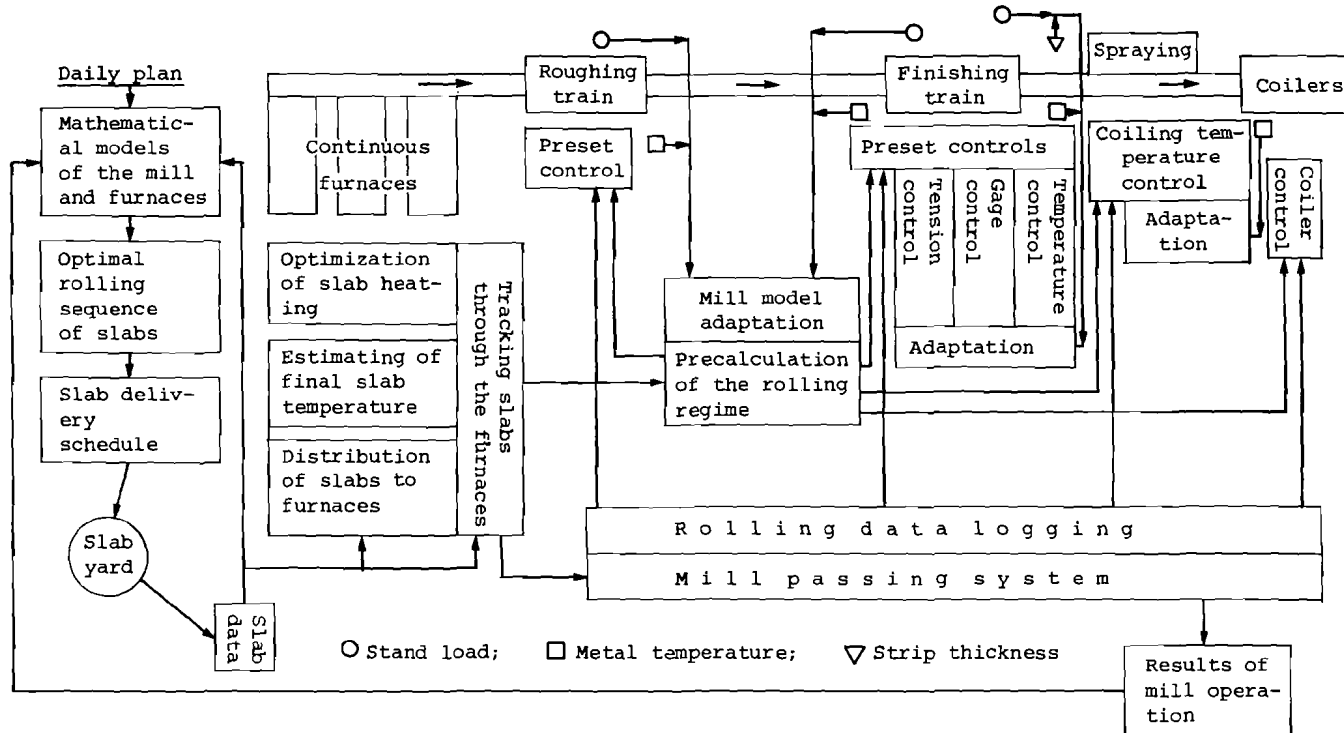 Daily plan
Mathematic-
al models
of the mill
and furnaces
Optimal
rolling
sequence
of slabs
Slab deliv-
ery
schedule
Slab
yard
Slab
data
Continuous
furnaces
Optimization
of slab heat-
ing
Estimating of
final slab
temperature
Distribution
of slabs to
furnaces
Tracking slabs
through the furnaces
Roughing
train
Preset
control
Mill model
adaptation
Precalculation
of the rolling
regime
Finishing
train
Preset controls
Tension
control
Gage
control
Temperature
control
Adaptation
Spraying
Coilers
Coiling tem-
perature
control
Adapta-
tion
Coiler
control
Rolling data logging
Mill passing system
Stand load;
Metal temperature;
Strip thickness
Results of
mill opera-
tion